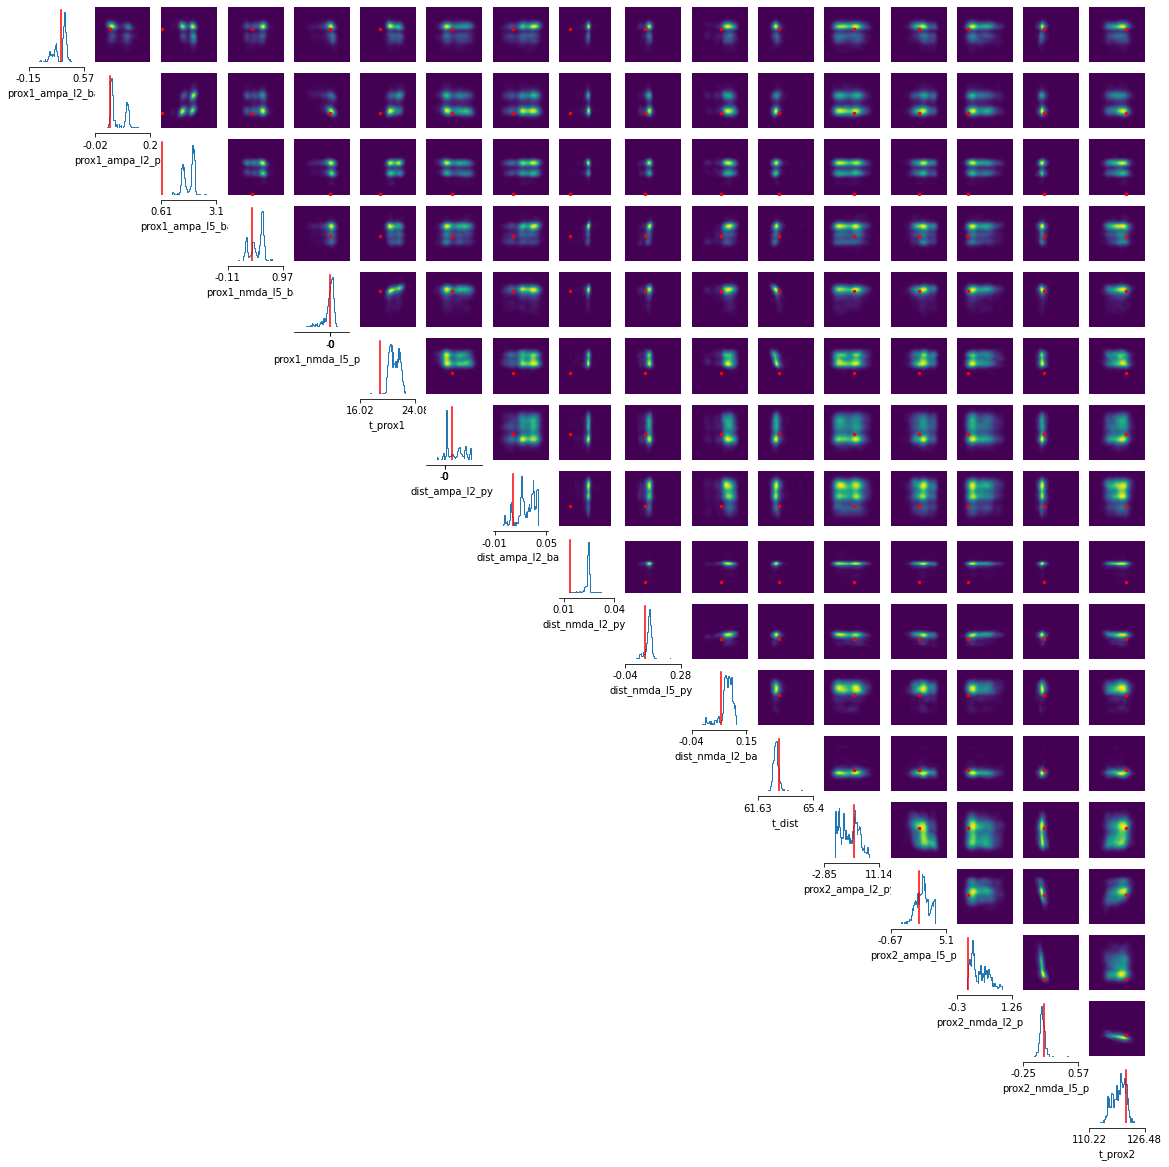 -0.15 0.57
prox1_ampa_l2_ba
-0.02 0.2
prox1_ampa_l2_p
0.61 3.1
prox1_ampa_l5_ba
-0.11 0.97
prox1_nmda_l5_b
-0
prox1_nmda_l5_p
16.02 24.08
t_prox1
-0
dist_ampa_l2_py
-0.01 0.05
dist_ampa_l2_ba
0.01 0.04
dist_nmda_l2_py
-0.04 0.28
dist_nmda_l5_py
-0.04 0.15
dist_nmda_l2_ba
61.63 65.4
t_dist
-2.85 11.14
prox2_ampa_l2_py
-0.67 5.1
prox2_ampa_l5_p
-0.3 1.26
prox2_nmda_l2_p
-0.25 0.57
prox2_nmda_l5_p
110.22 126.48
t_prox2